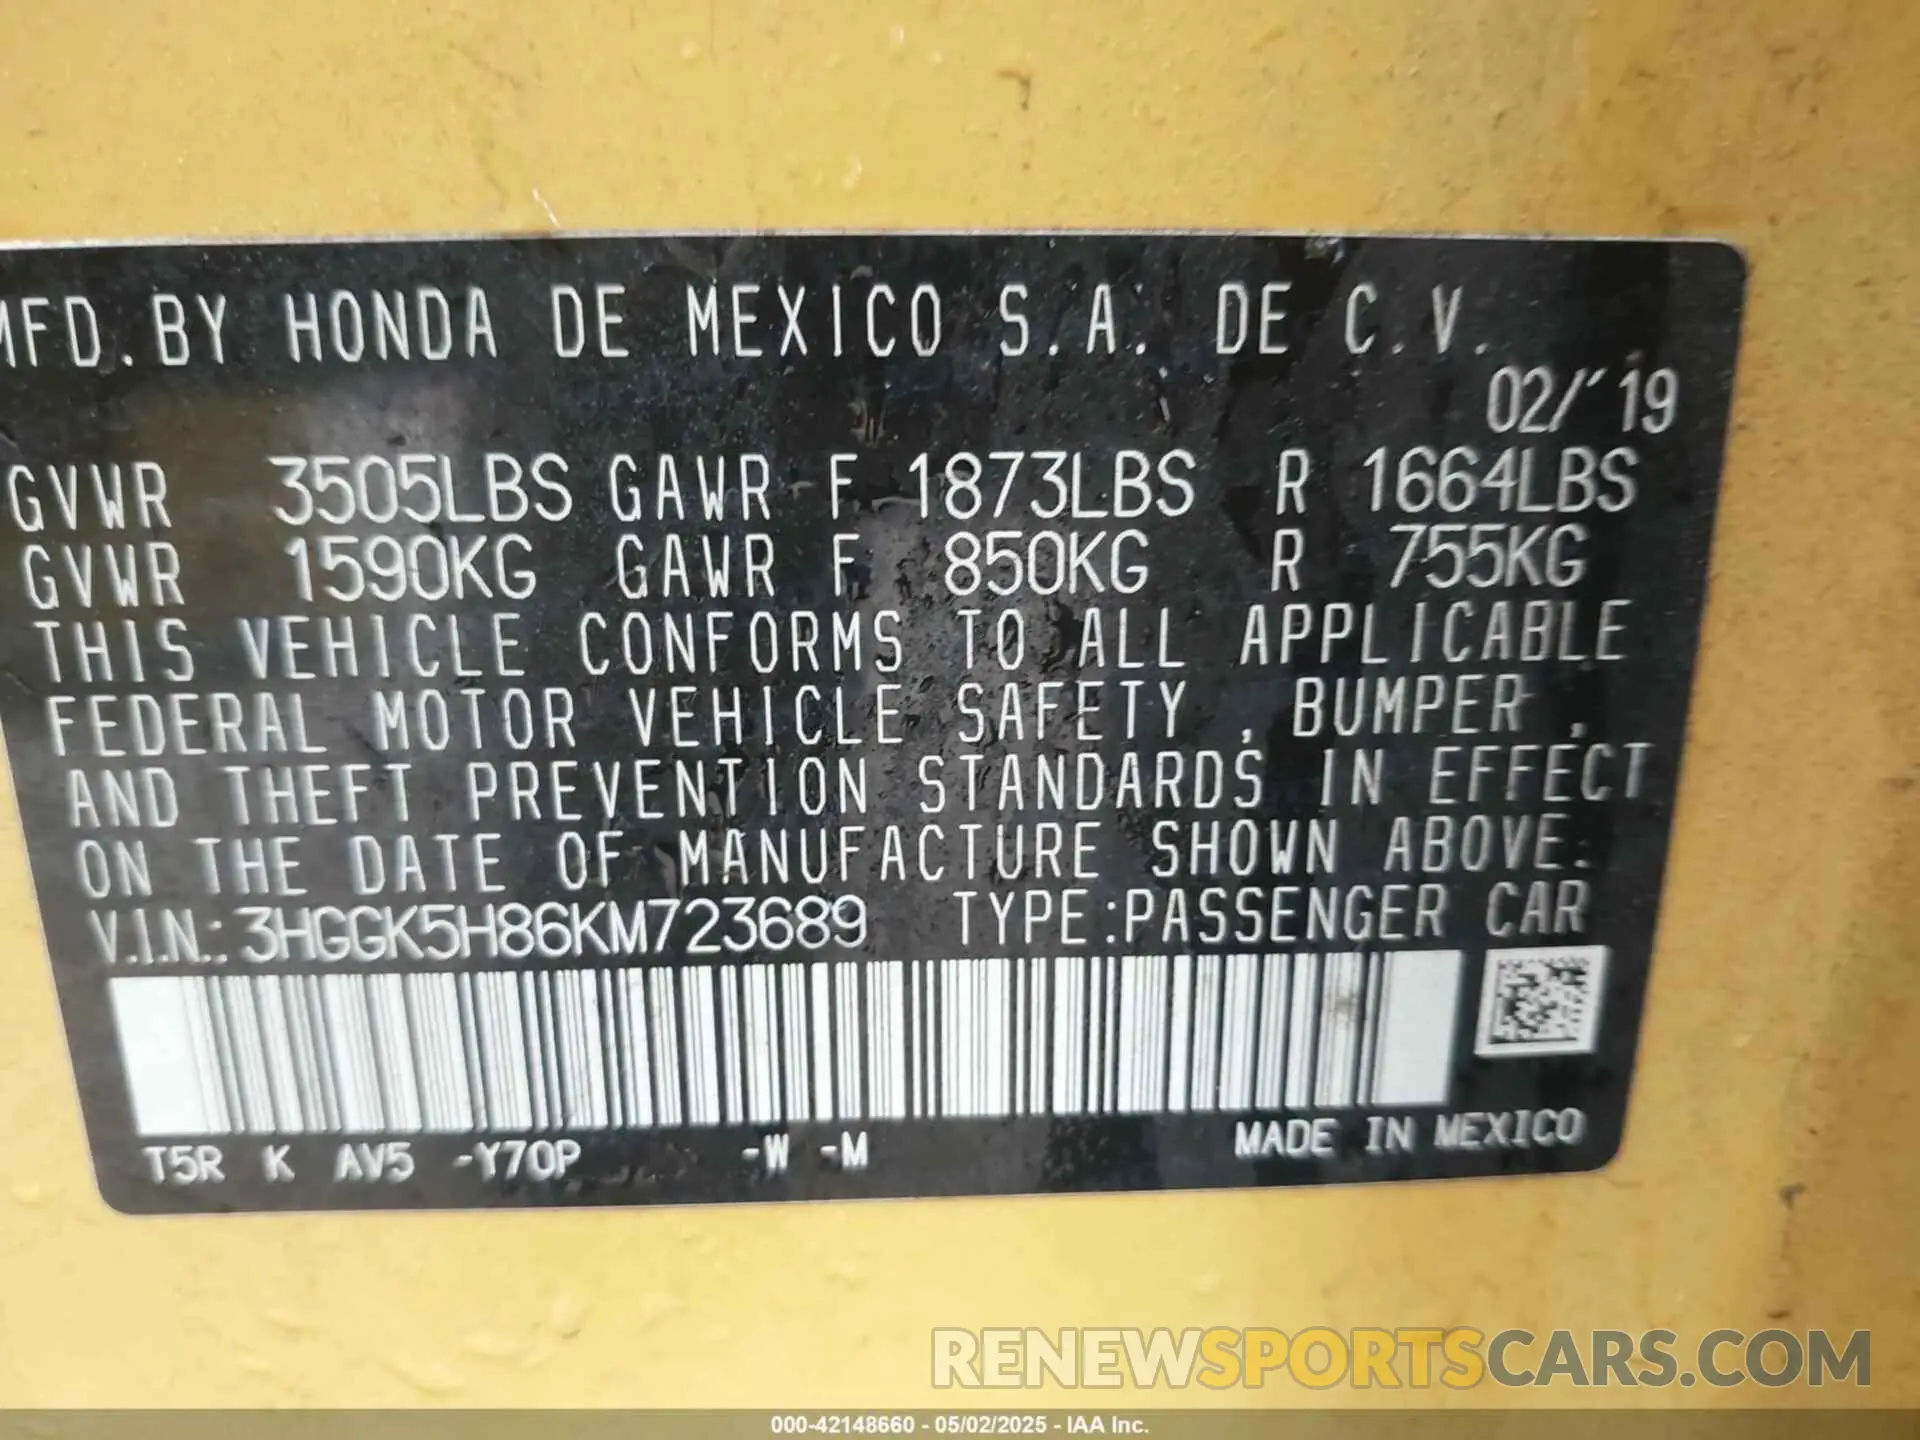 MFD.BY HONDA DE MEXICO S.A. DE C.V.
02/'19
GVWR 3505LBS GAWR F 1873LBS R 1664LBS
GVWR 1590KG GAWR F 850KG R 755KG
THIS VEHICLE CONFORMS TO ALL APPLICABLE
FEDERAL MOTOR VEHICLE SAFETY , BUMPER ,
AND THEFT PREVENTION STANDARDS IN EFFECT
ON THE DATE OF MANUFACTURE SHOWN ABOVE.
V.I.N.: 3HGGK5H86KM723689 TYPE:PASSENGER CAR
T5R K AV5 -Y70P -W -M MADE IN MEXICO
RENEWSPORTSCARS.COM
000-42148660 - 05/02/2025 - IAA Inc.